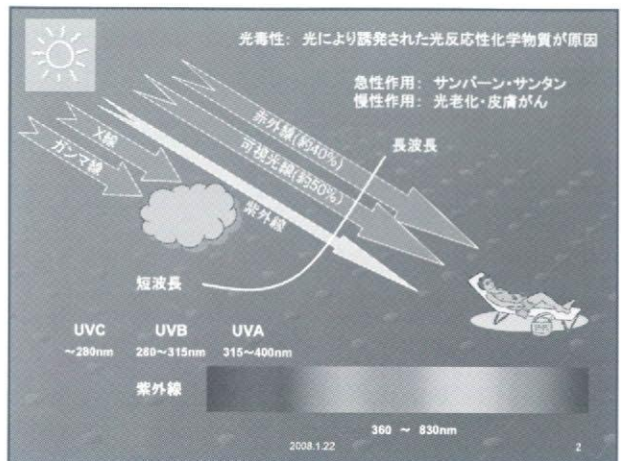 光毒性: 光により誘発された光反応性化学物質が原因
急性作用: サンバーン・サンタン
慢性作用: 光老化・皮膚がん
赤外線(約40%)
可視光線(約50%)
紫外線
X線
ガンマ線
長波長
短波長
UVC UVB UVA
～280nm 280～315nm 315～400nm
紫外線
360 ～ 830nm
2008.1.22 2